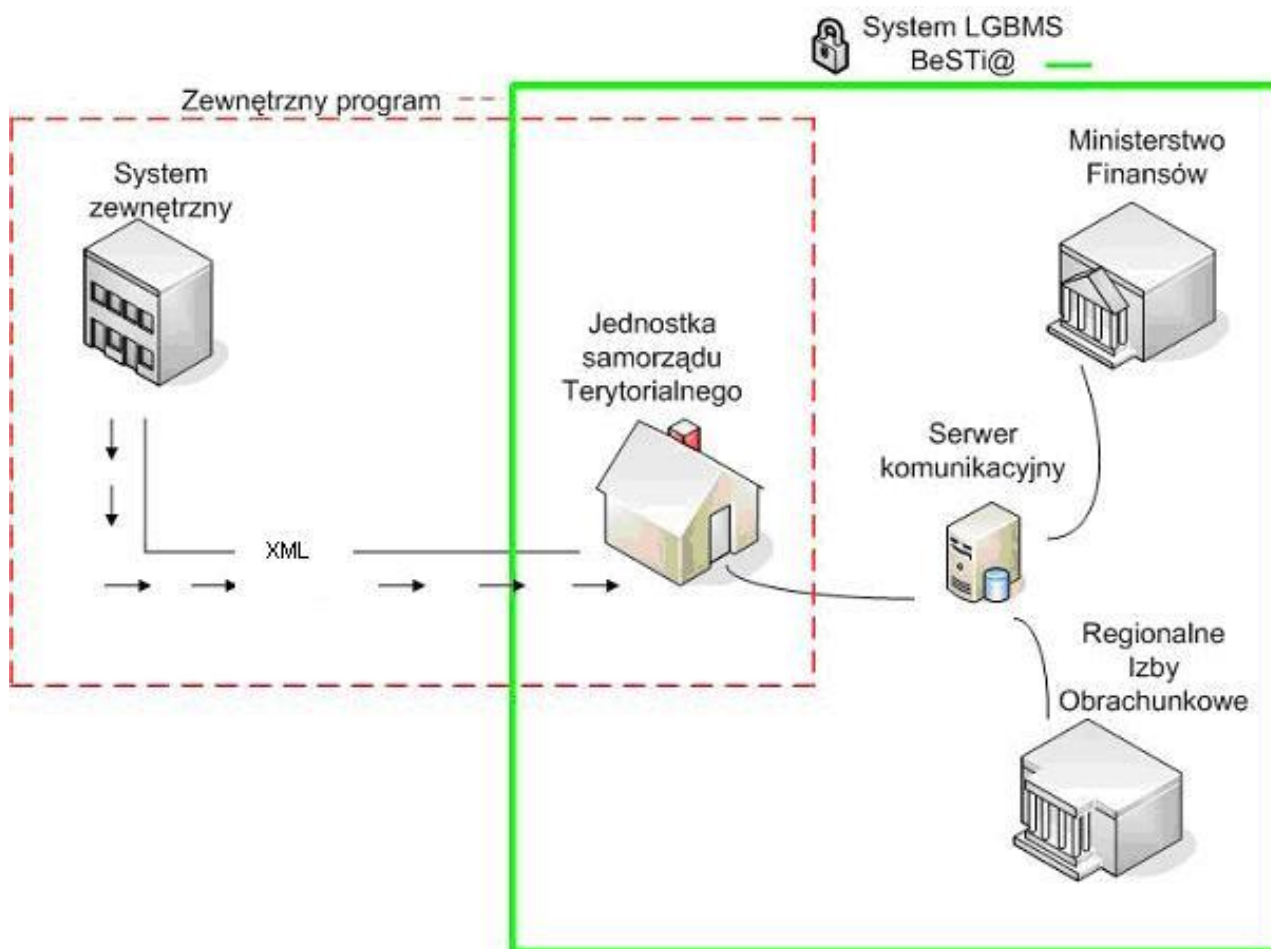 System LGBMS
BeSTi@
Zewnętrzny program
System
zewnętrzny
Ministerstwo
Finansów
Jednostka
samorządu
Terytorialnego
Serwer
komunikacyjny
XML
Regionalne
Izby
Obrachunkowe